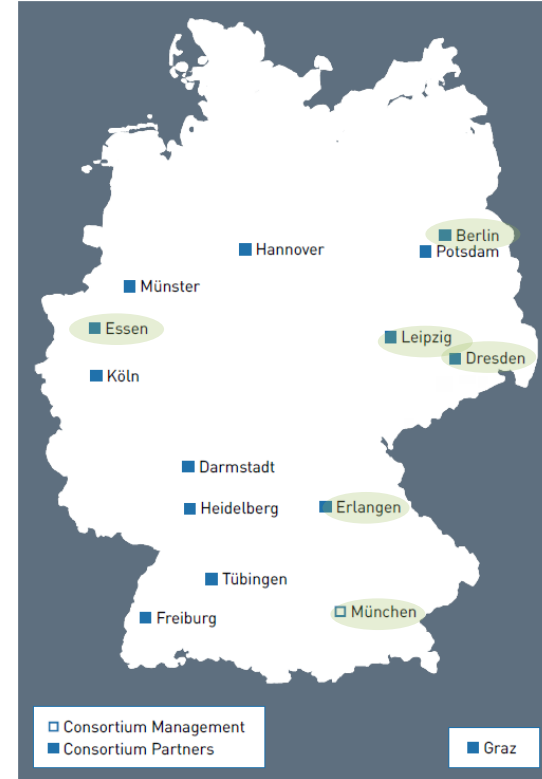 Berlin
Hannover
Potsdam
Münster
Essen
Leipzig
Dresden
Köln
Darmstadt
Heidelberg
Erlangen
Tübingen
München
Freiburg
Consortium Management
Consortium Partners
Graz